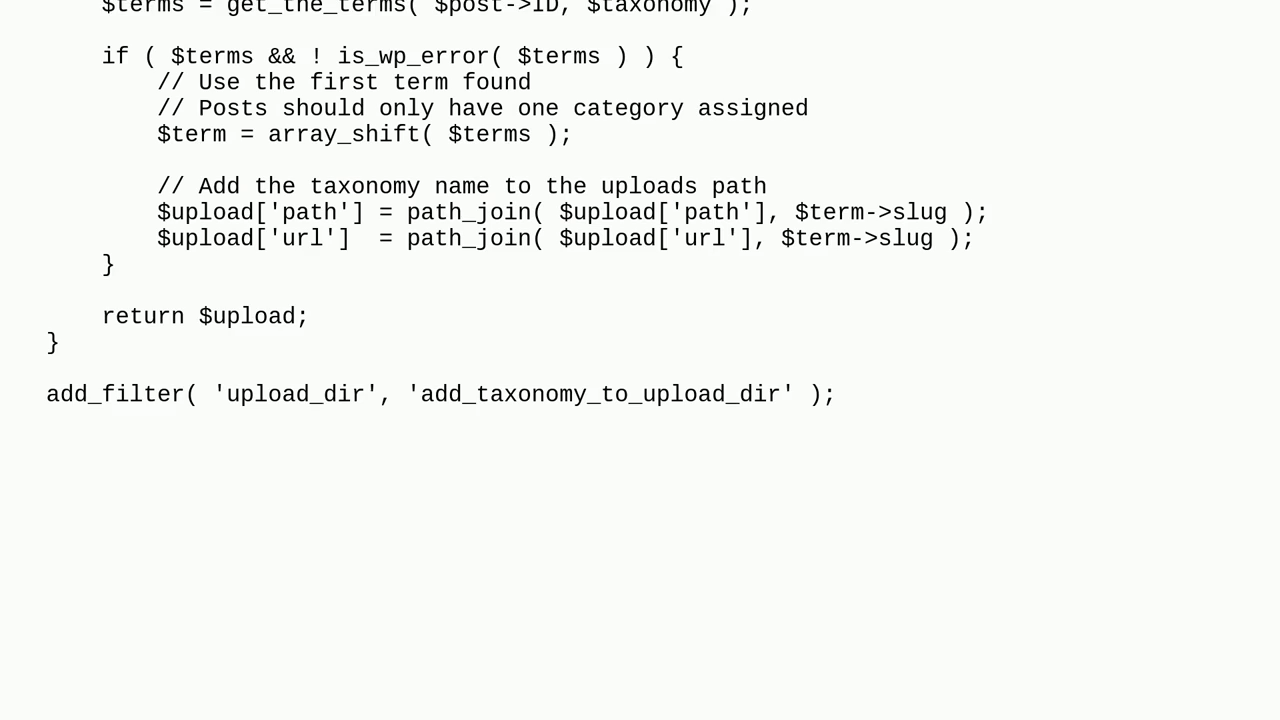 $terms = get_the_terms( $post->ID, $taxonomy );
if ( $terms && ! is_wp_error( $terms ) ) {
// Use the first term found
// Posts should only have one category assigned
$term = array_shift( $terms );
// Add the taxonomy name to the uploads path
$upload['path'] = path_join( $upload['path'], $term->slug );
$upload['url']  = path_join( $upload['url'], $term->slug );
}
return $upload;
}
add_filter( 'upload_dir', 'add_taxonomy_to_upload_dir' );